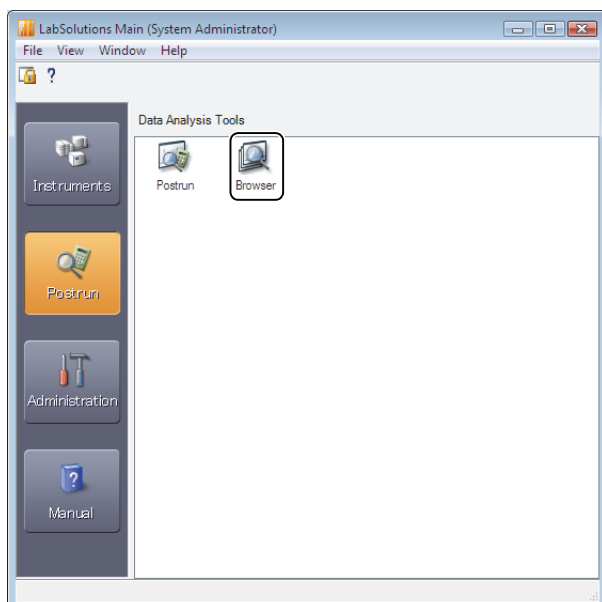 LabSolutions Main (System Administrator)
File View Window Help
?
Data Analysis Tools
Instruments
Postrun
Administration
?
Manual
Postrun Browser